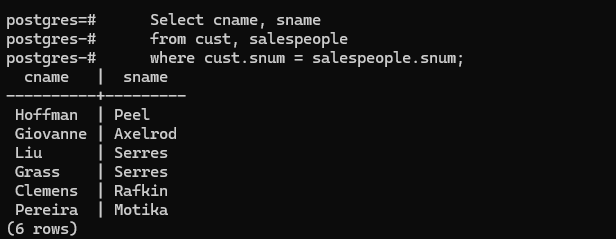 postgres=#      Select cname, sname
postgres-#      from cust, salespeople
postgres-#      where cust.snum = salespeople.snum;
  cname   |  sname
----------+---------
 Hoffman  | Peel
 Giovanne | Axelrod
 Liu      | Serres
 Grass    | Serres
 Clemens  | Rafkin
 Pereira  | Motika
(6 rows)